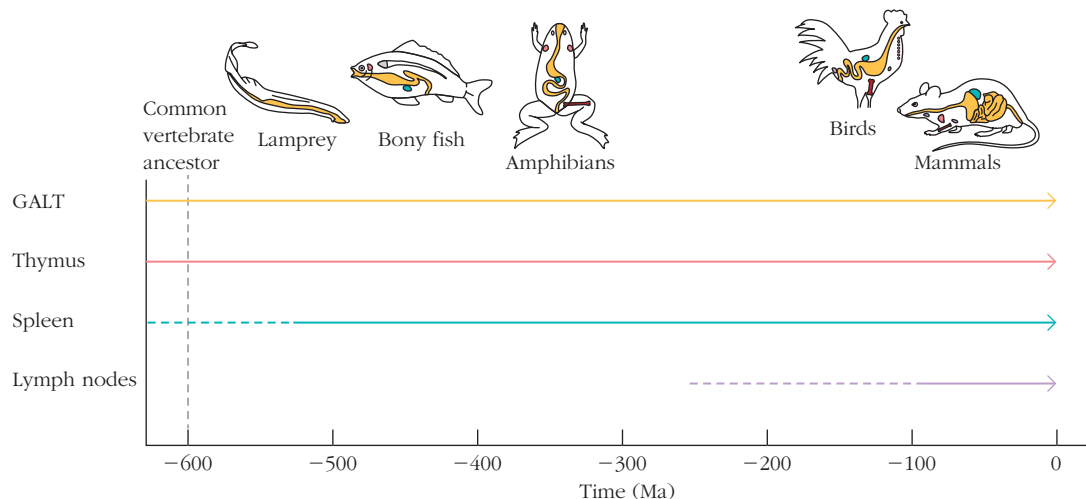 Common
vertebrate
ancestor
Lamprey
Bony fish
Amphibians
Birds
Mammals
GALT
Thymus
Spleen
Lymph nodes
–600
–500
–400
–300
–200
–100
0
Time (Ma)